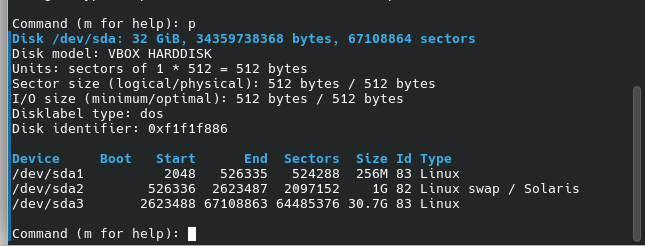 Command (m for help): p
Disk /dev/sda: 32 GiB, 34359738368 bytes, 67108864 sectors
Disk model: VBOX HARDDISK
Units: sectors of 1 * 512 = 512 bytes
Sector size (logical/physical): 512 bytes / 512 bytes
I/O size (minimum/optimal): 512 bytes / 512 bytes
Disklabel type: dos
Disk identifier: 0xf1f1f886
Device     Boot   Start      End  Sectors  Size Id Type
/dev/sda1          2048   526335   524288  256M 83 Linux
/dev/sda2        526336  2623487  2097152    1G 82 Linux swap / Solaris
/dev/sda3       2623488 67108863 64485376 30.7G 83 Linux
Command (m for help):